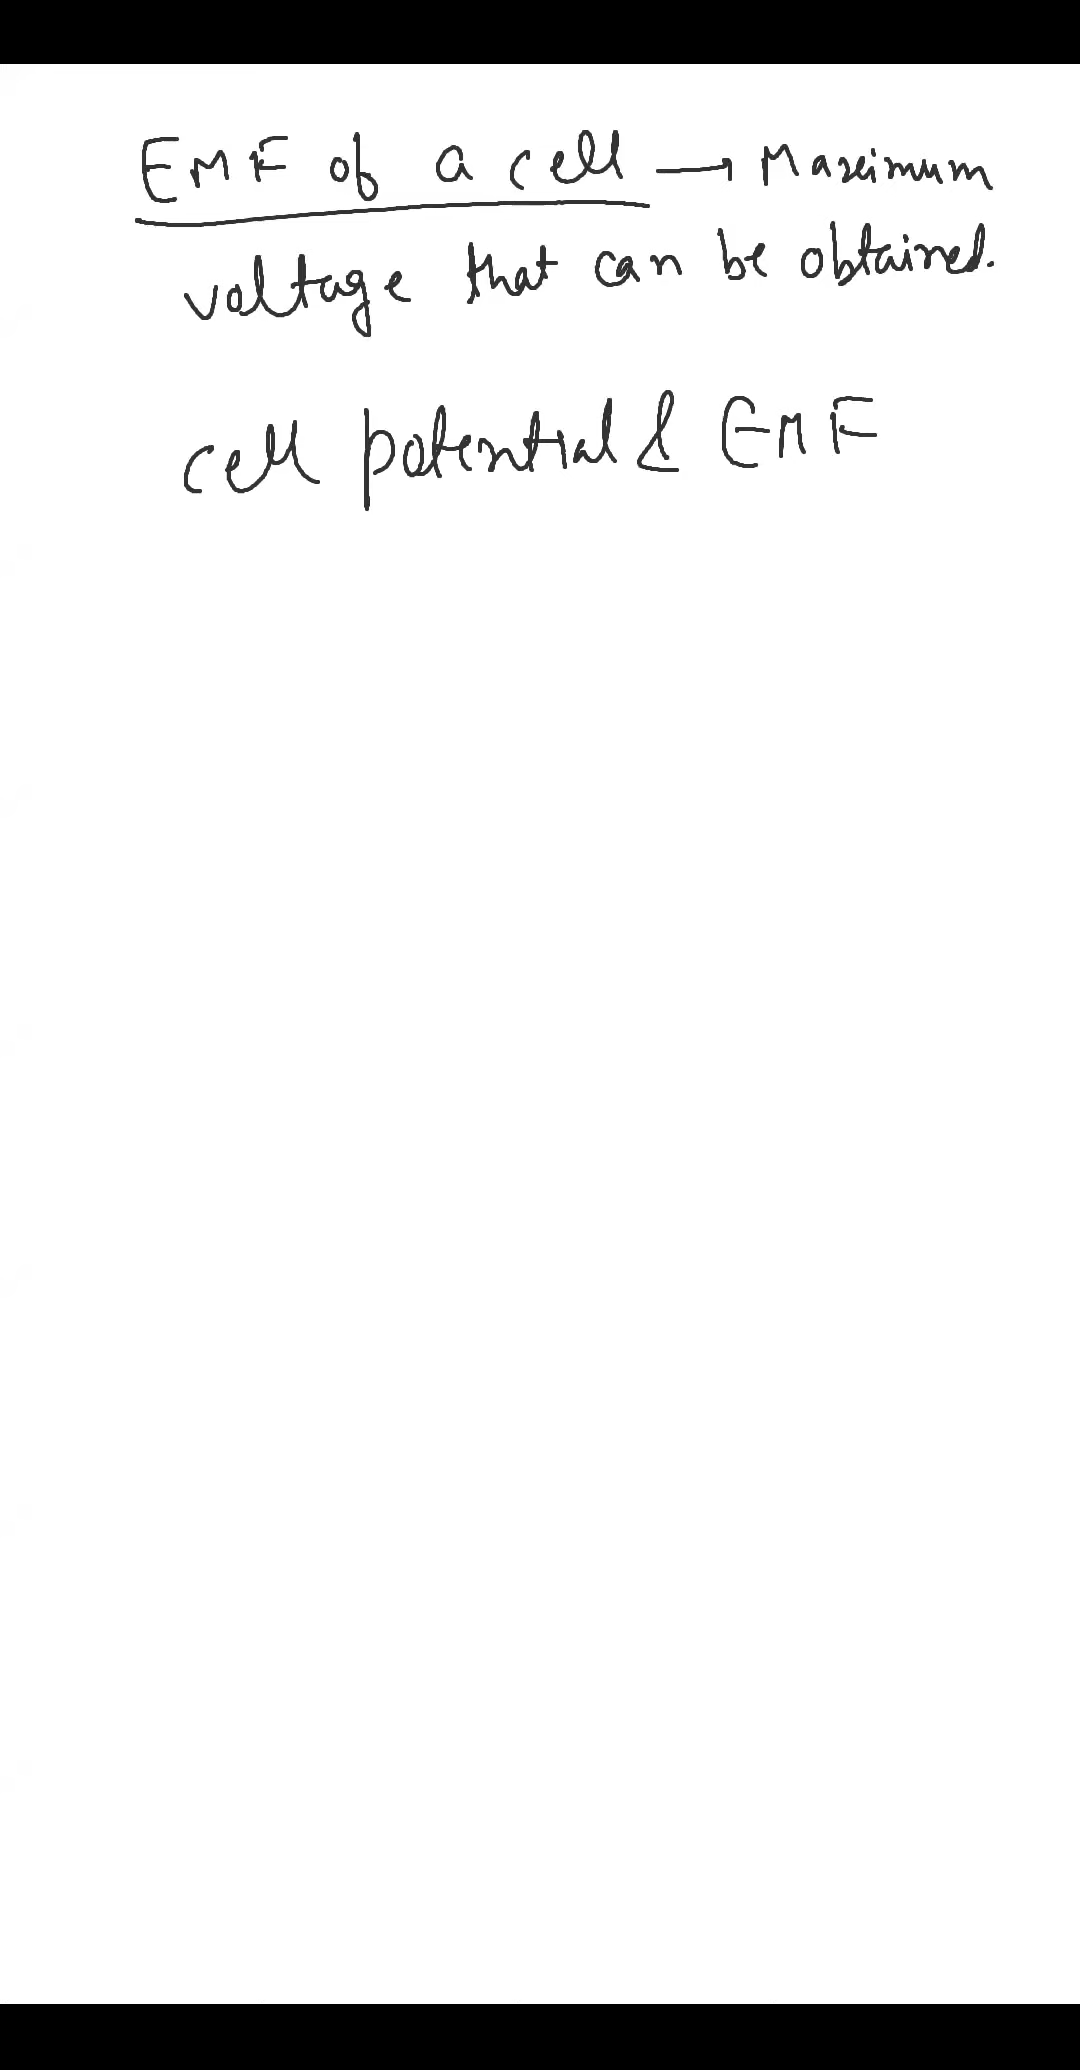 EMF of a cell → Maximum
voltage that can be obtained.
cell potential & EMF